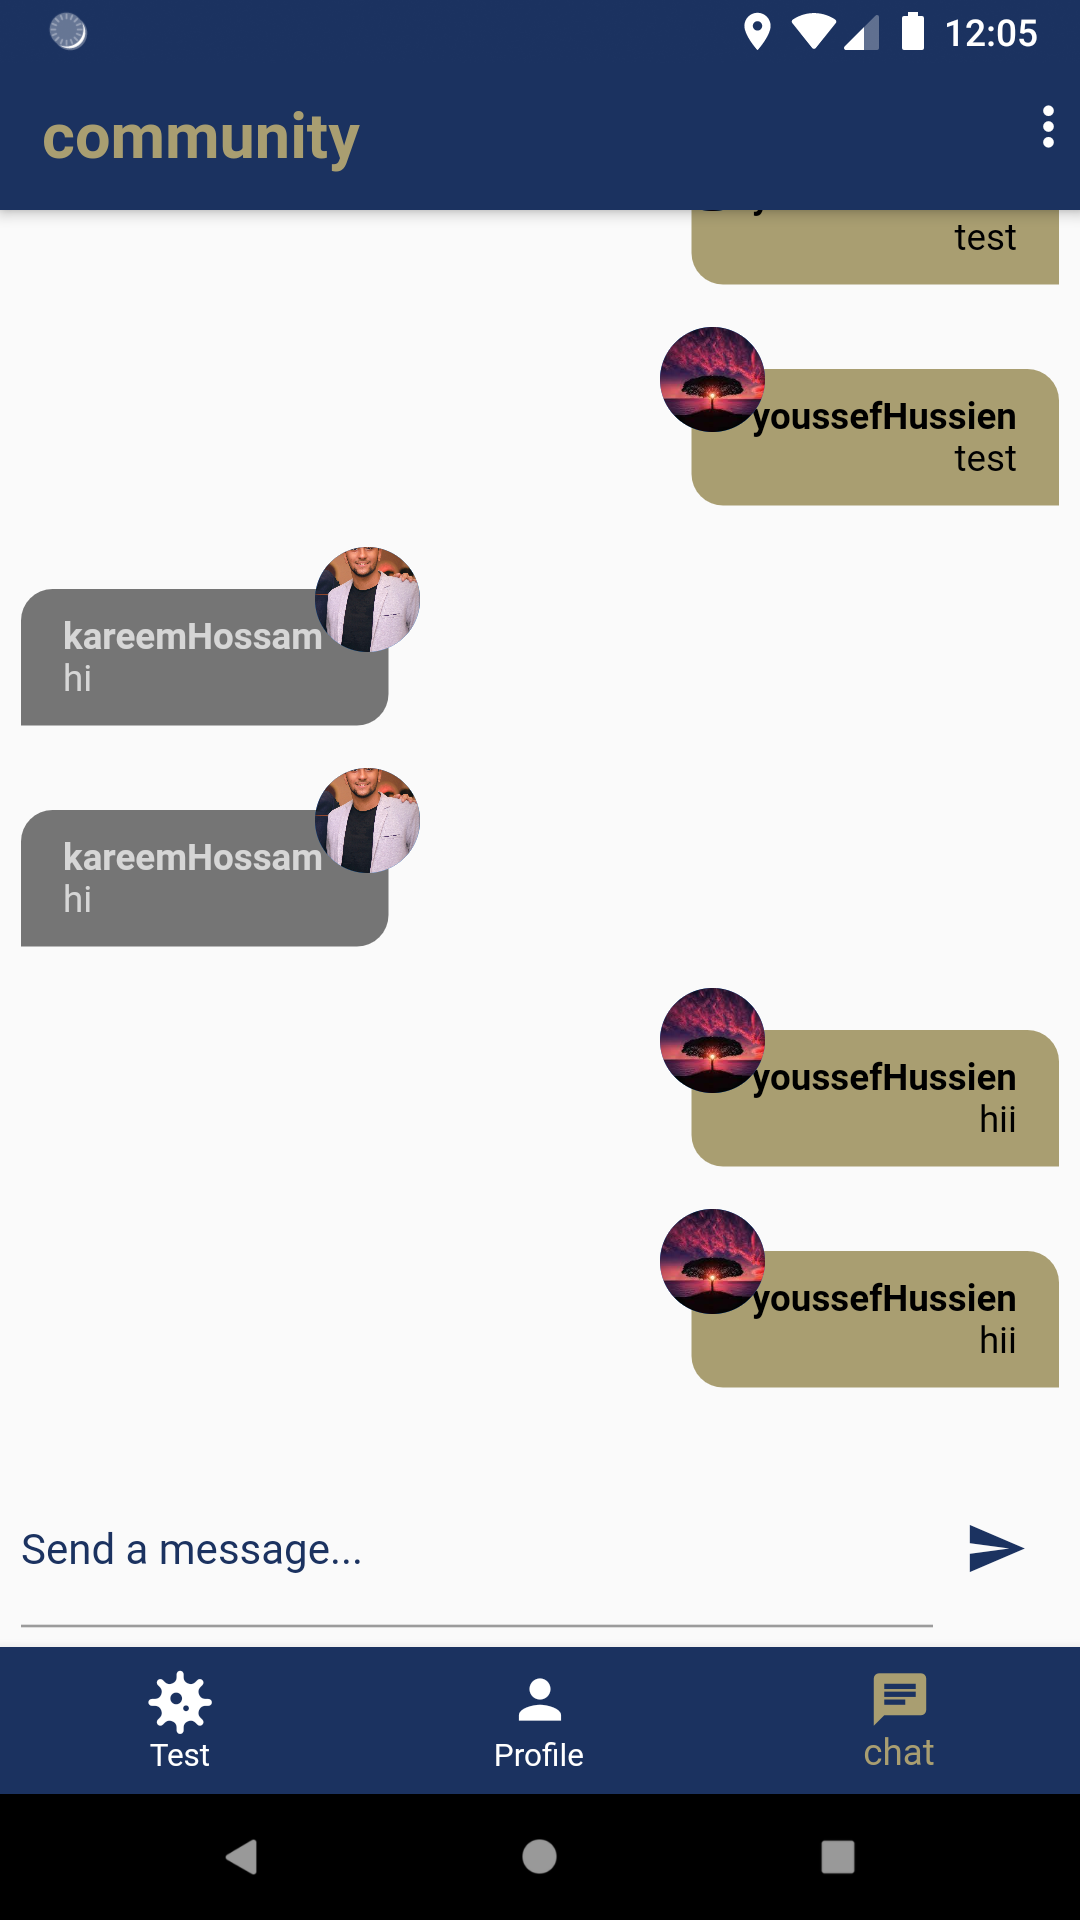 12:05
community
test
youssefHussien
test
kareemHossam
hi
kareemHossam
hi
youssefHussien
hii
youssefHussien
hii
Send a message...
Test
Profile
chat